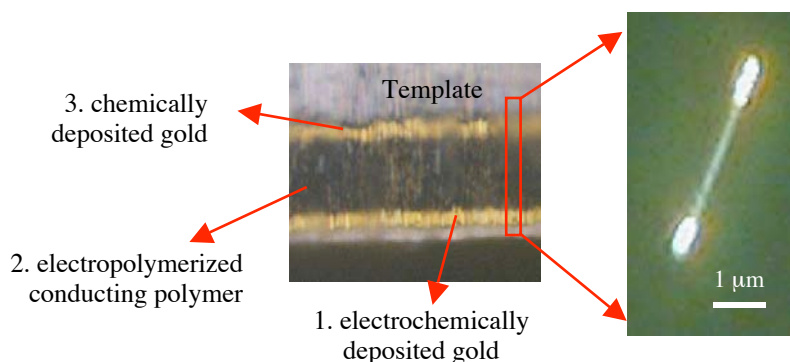 Template
3. chemically
deposited gold
2. electropolymerized
conducting polymer
1. electrochemically
deposited gold
1 µm